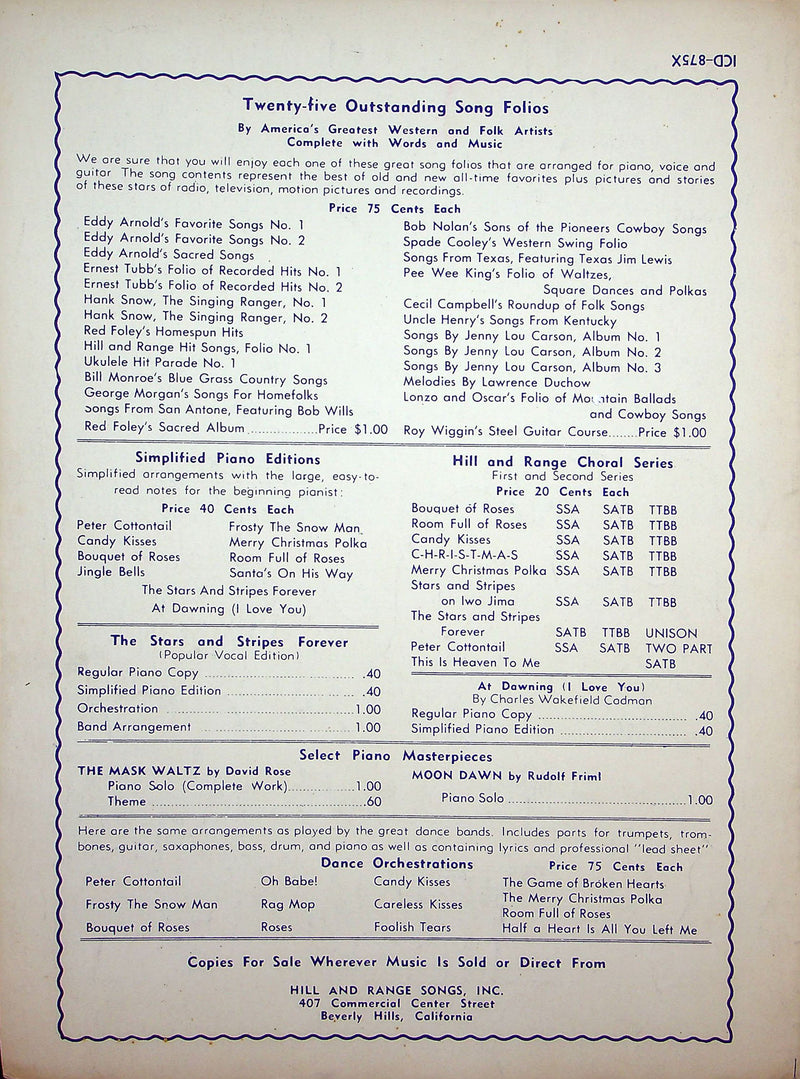 ICD-875X
Twenty-five Outstanding Song Folios
By America's Greatest Western and Folk Artists
Complete with Words and Music
We are sure that you will enjoy each one of these great song folios that are arranged for piano, voice and
guitar The song contents represent the best of old and new all-time favorites plus pictures and stories
of these stars of radio, television, motion pictures and recordings.
Price 75 Cents Each
Eddy Arnold's Favorite Songs No. 1
Eddy Arnold's Favorite Songs No. 2
Eddy Arnold's Sacred Songs
Ernest Tubb's Folio of Recorded Hits No. 1
Ernest Tubb's Folio of Recorded Hits No. 2
Hank Snow, The Singing Ranger, No. 1
Hank Snow, The Singing Ranger, No. 2
Red Foley's Homespun Hits
Hill and Range Hit Songs, Folio No. 1
Ukulele Hit Parade No. 1
Bill Monroe's Blue Grass Country Songs
George Morgan's Songs For Homefolks
Songs From San Antone, Featuring Bob Wills
Red Foley's Sacred Album..................Price $1.00
Bob Nolan's Sons of the Pioneers Cowboy Songs
Spade Cooley's Western Swing Folio
Songs From Texas, Featuring Texas Jim Lewis
Pee Wee King's Folio of Waltzes,
Square Dances and Polkas
Cecil Campbell's Roundup of Folk Songs
Uncle Henry's Songs From Kentucky
Songs By Jenny Lou Carson, Album No. 1
Songs By Jenny Lou Carson, Album No. 2
Songs By Jenny Lou Carson, Album No. 3
Melodies By Lawrence Duchow
Lonzo and Oscar's Folio of Mountain Ballads
and Cowboy Songs
Roy Wiggin's Steel Guitar Course........Price $1.00
Simplified Piano Editions
Simplified arrangements with the large, easy-to-
read notes for the beginning pianist:
Price 40 Cents Each
Peter Cottontail Frosty The Snow Man
Candy Kisses Merry Christmas Polka
Bouquet of Roses Room Full of Roses
Jingle Bells Santa's On His Way
The Stars And Stripes Forever
At Dawning (I Love You)
The Stars and Stripes Forever
(Popular Vocal Edition)
Regular Piano Copy ........................................ .40
Simplified Piano Edition .................................... .40
Orchestration .................................................1.00
Band Arrangement ........................................ 1.00
Hill and Range Choral Series
First and Second Series
Price 20 Cents Each
Bouquet of Roses SSA SATB TTBB
Room Full of Roses SSA SATB TTBB
Candy Kisses SSA SATB TTBB
C-H-R-I-S-T-M-A-S SSA SATB TTBB
Merry Christmas Polka SSA SATB TTBB
Stars and Stripes
on Iwo Jima SSA SATB TTBB
The Stars and Stripes
Forever SATB TTBB UNISON
Peter Cottontail SSA SATB TWO PART
This Is Heaven To Me SATB
At Dawning (I Love You)
By Charles Wakefield Cadman
Regular Piano Copy ............................................. .40
Simplified Piano Edition ....................................... .40
Select Piano Masterpieces
THE MASK WALTZ by David Rose
Piano Solo (Complete Work)..................1.00
Theme ......................................................60
MOON DAWN by Rudolf Friml
Piano Solo .............................................1.00
Here are the same arrangements as played by the great dance bands. Includes parts for trumpets, trom-
bones, guitar, saxophones, bass, drum, and piano as well as containing lyrics and professional "lead sheet"
Dance Orchestrations Price 75 Cents Each
Peter Cottontail Oh Babe! Candy Kisses The Game of Broken Hearts
Frosty The Snow Man Rag Mop Careless Kisses The Merry Christmas Polka
Room Full of Roses
Bouquet of Roses Roses Foolish Tears Half a Heart Is All You Left Me
Copies For Sale Wherever Music Is Sold or Direct From
HILL AND RANGE SONGS, INC.
407 Commercial Center Street
Beverly Hills, California